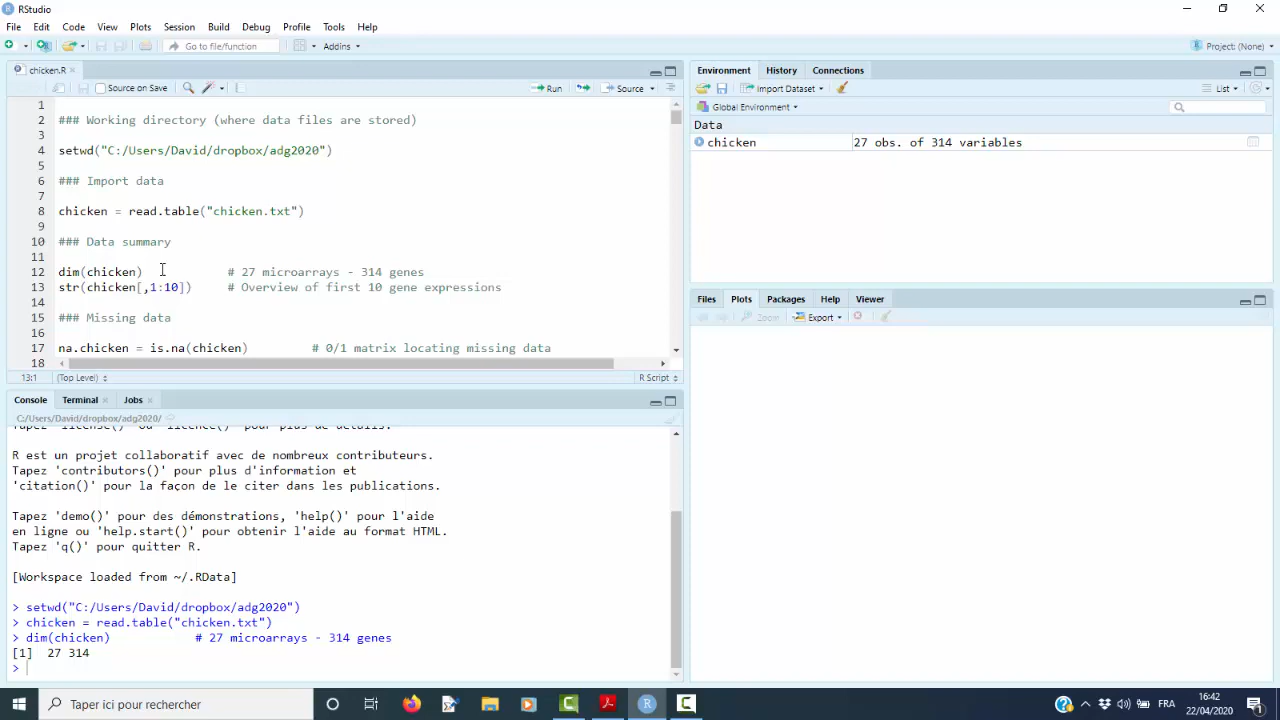 RStudio
File Edit Code View Plots Session Build Debug Profile Tools Help
Go to file/function Addins Project: (None)
chicken.R
Source on Save Run Source
1
2 ### Working directory (where data files are stored)
3
4 setwd("C:/Users/David/dropbox/adg2020")
5
6 ### Import data
7
8 chicken = read.table("chicken.txt")
9
10 ### Data summary
11
12 dim(chicken) # 27 microarrays - 314 genes
13 str(chicken[,1:10]) # Overview of first 10 gene expressions
14
15 ### Missing data
16
17 na.chicken = is.na(chicken) # 0/1 matrix locating missing data
18
13:1 (Top Level) R Script
Console Terminal Jobs
C:/Users/David/dropbox/adg2020/
R est un projet collaboratif avec de nombreux contributeurs.
Tapez 'contributors()' pour plus d'information et
'citation()' pour la façon de le citer dans les publications.
Tapez 'demo()' pour des démonstrations, 'help()' pour l'aide
en ligne ou 'help.start()' pour obtenir l'aide au format HTML.
Tapez 'q()' pour quitter R.
[Workspace loaded from ~/.RData]
> setwd("C:/Users/David/dropbox/adg2020")
> chicken = read.table("chicken.txt")
> dim(chicken) # 27 microarrays - 314 genes
[1] 27 314
>
Environment History Connections
Import Dataset List
Global Environment
Data
chicken 27 obs. of 314 variables
Files Plots Packages Help Viewer
Zoom Export
Taper ici pour rechercher
FRA
16:42
22/04/2020